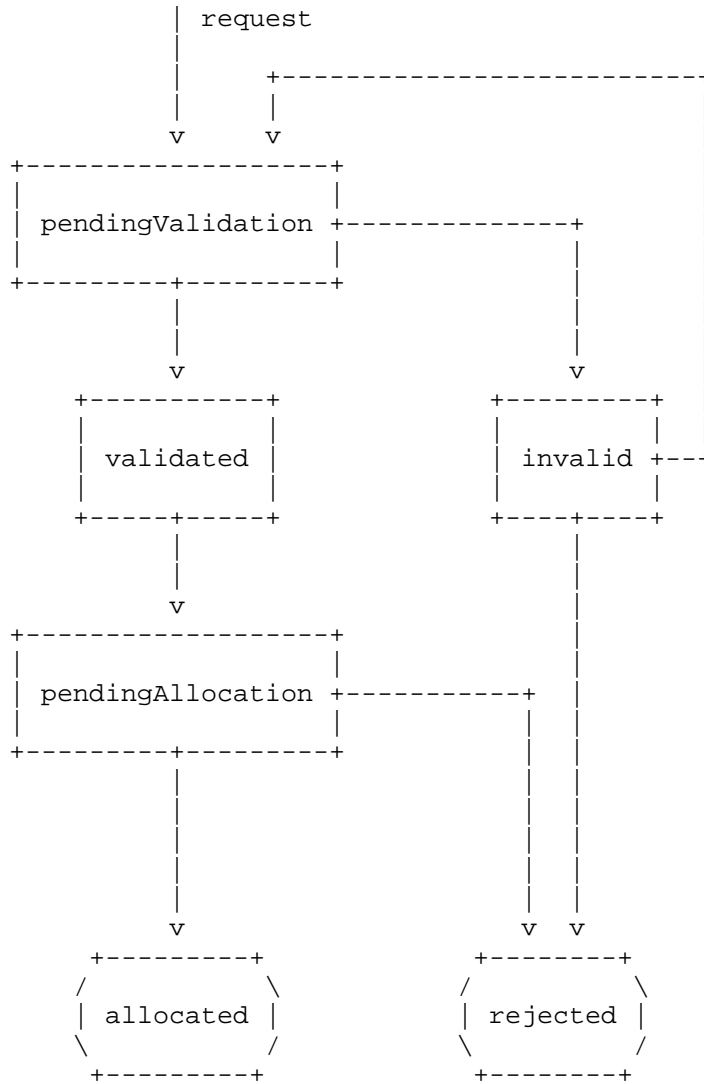 request
pendingValidation
validated
invalid
pendingAllocation
allocated
rejected